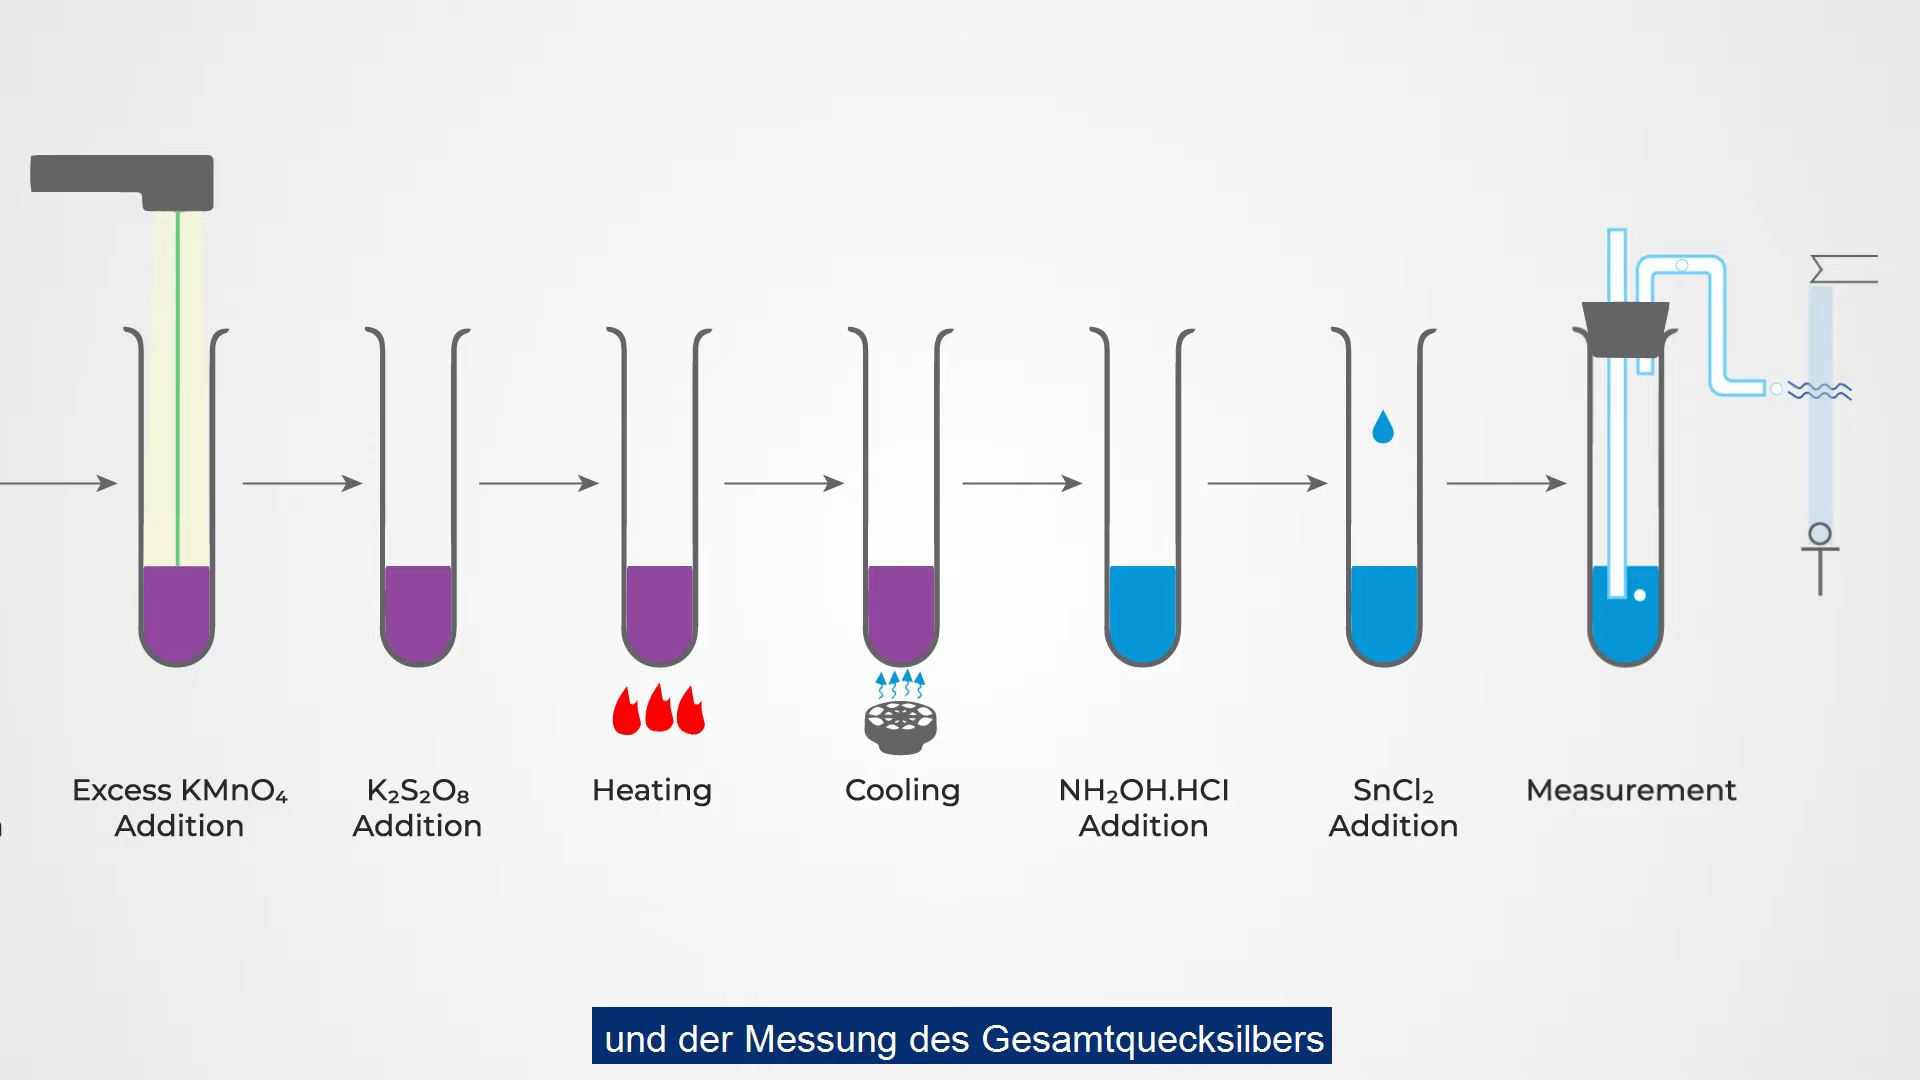 Excess KMnO₄
Addition
K₂S₂O₈
Addition
Heating
Cooling
NH₂OH.HCl
Addition
SnCl₂
Addition
Measurement
und der Messung des Gesamtquecksilbers